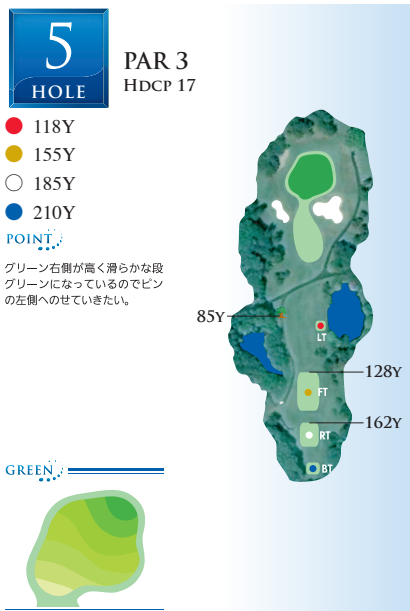 5
HOLE
PAR 3
HDCP 17
118Y
155Y
185Y
210Y
POINT
グリーン右側が高く滑らかな段
グリーンになっているのでピン
の左側へのせていきたい。
85Y
LT
128Y
FT
162Y
RT
BT
GREEN